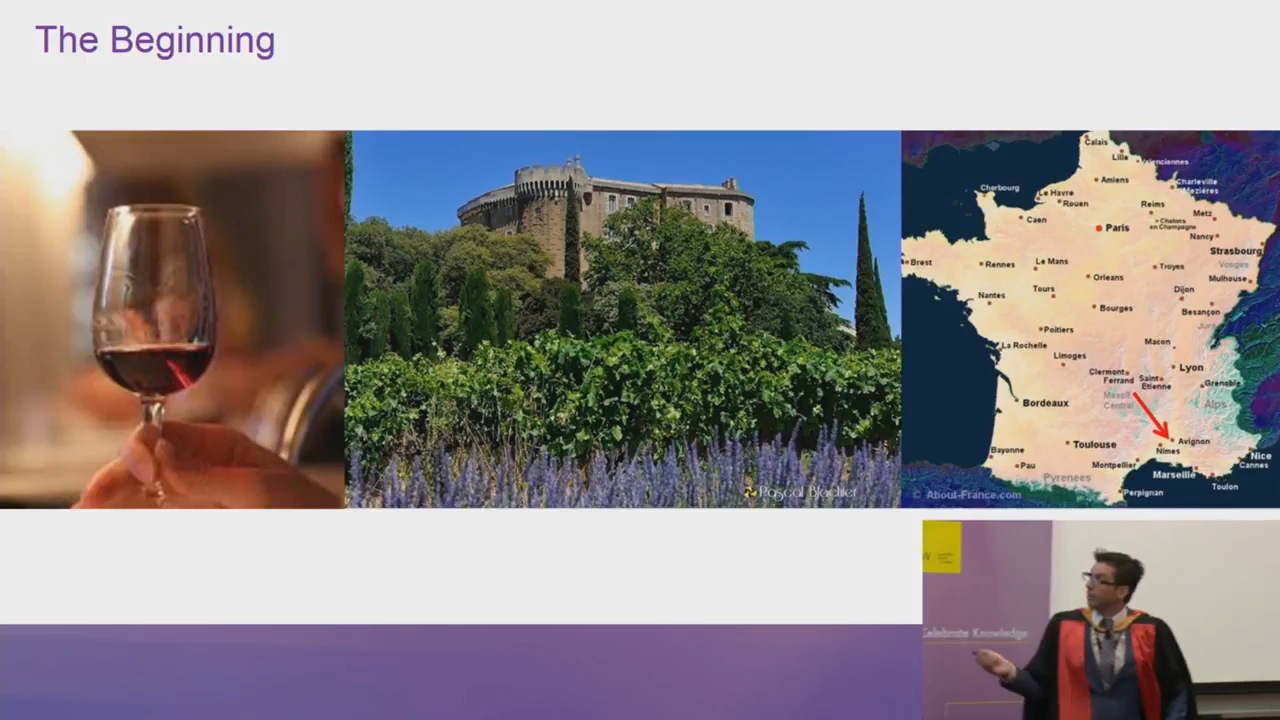 The Beginning
Pascal Blachier
Calais
Lille
Valenciennes
Amiens
Charleville
Mezières
Cherbourg
Le Havre
Rouen
Reims
Caen
Metz
Chalons
en Champagne
Paris
Nancy
Strasbourg
Brest
Rennes
Le Mans
Troyes
Vosges
Orleans
Mulhouse
Nantes
Tours
Dijon
Bourges
Besançon
Jura
Poitiers
La Rochelle
Macon
Limoges
Lyon
Clermont
Ferrand
Saint
Etienne
Grenoble
Massif
Central
Alps
Bordeaux
Toulouse
Avignon
Nîmes
Bayonne
Montpellier
Nice
Cannes
Pau
Marseille
Pyrenees
Toulon
Perpignan
© About-France.com
Celebrate Knowledge